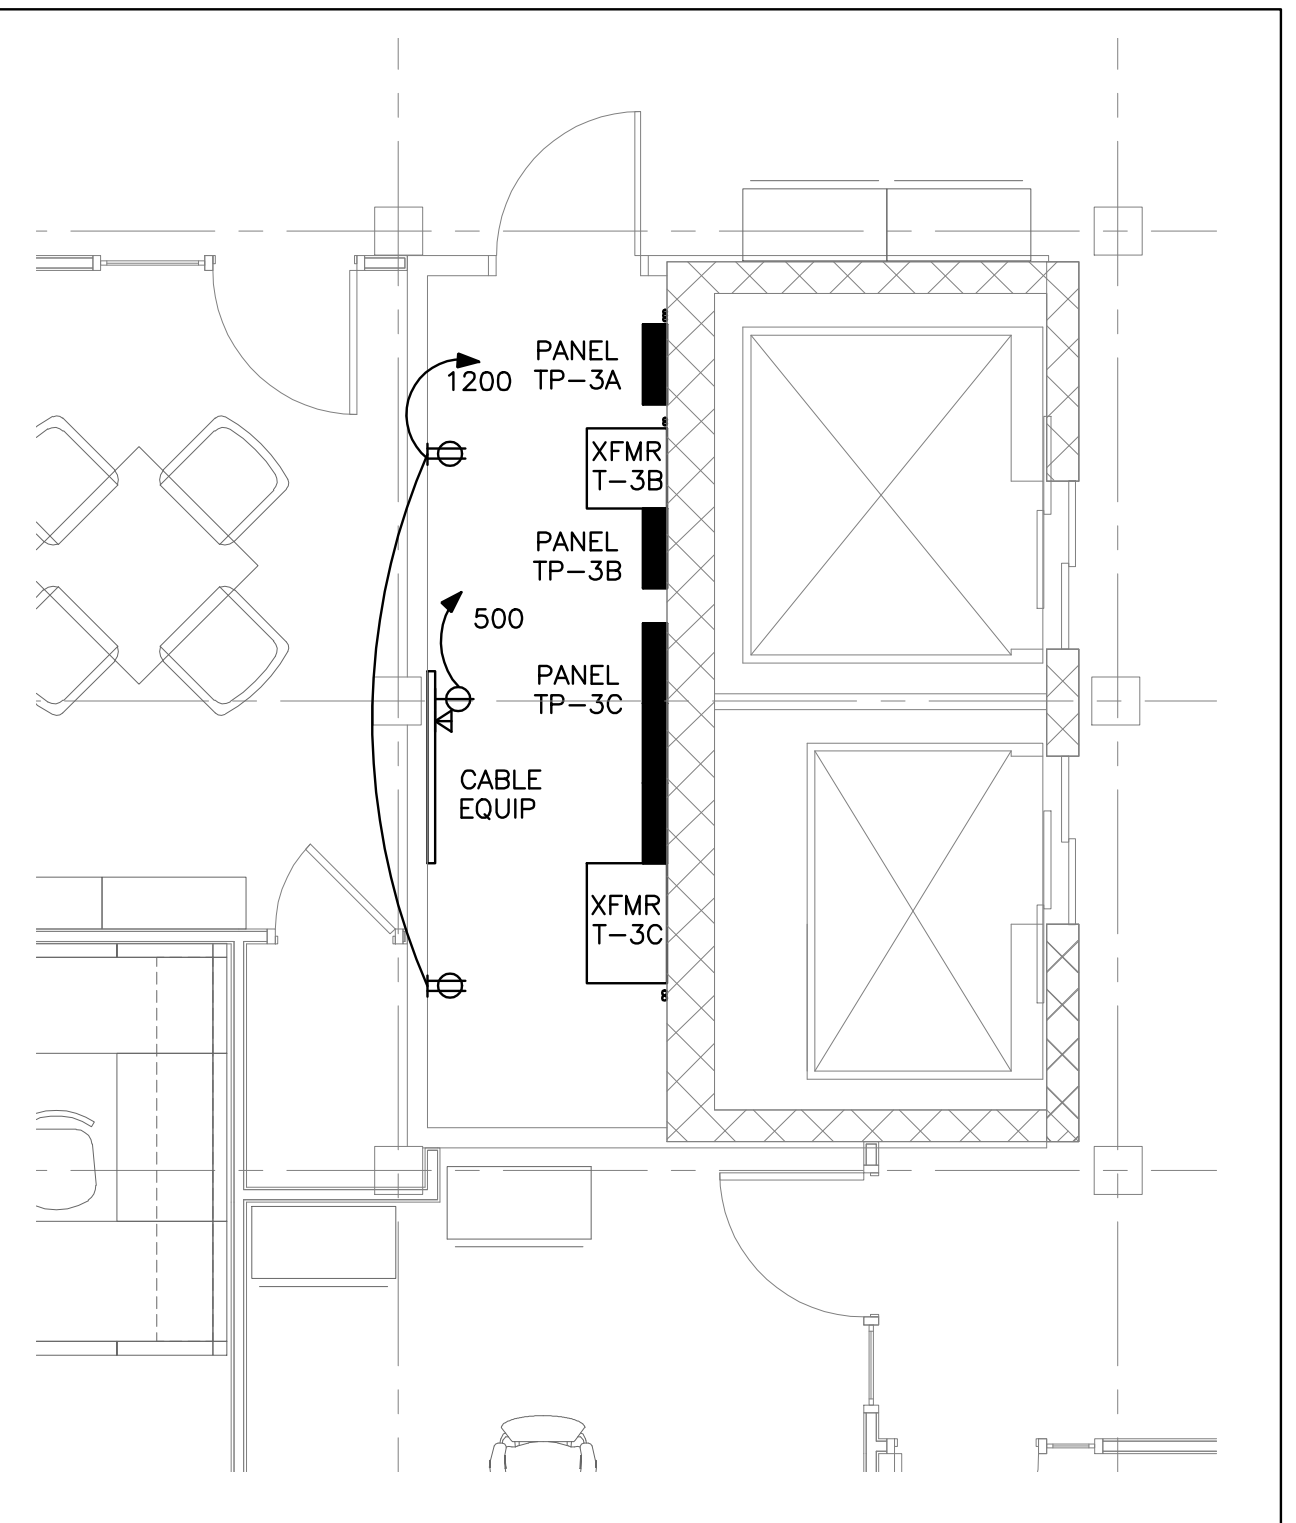 PANEL
TP-3A
1200
XFMR
T-3B
PANEL
TP-3B
500
PANEL
TP-3C
CABLE
EQUIP
XFMR
T-3C